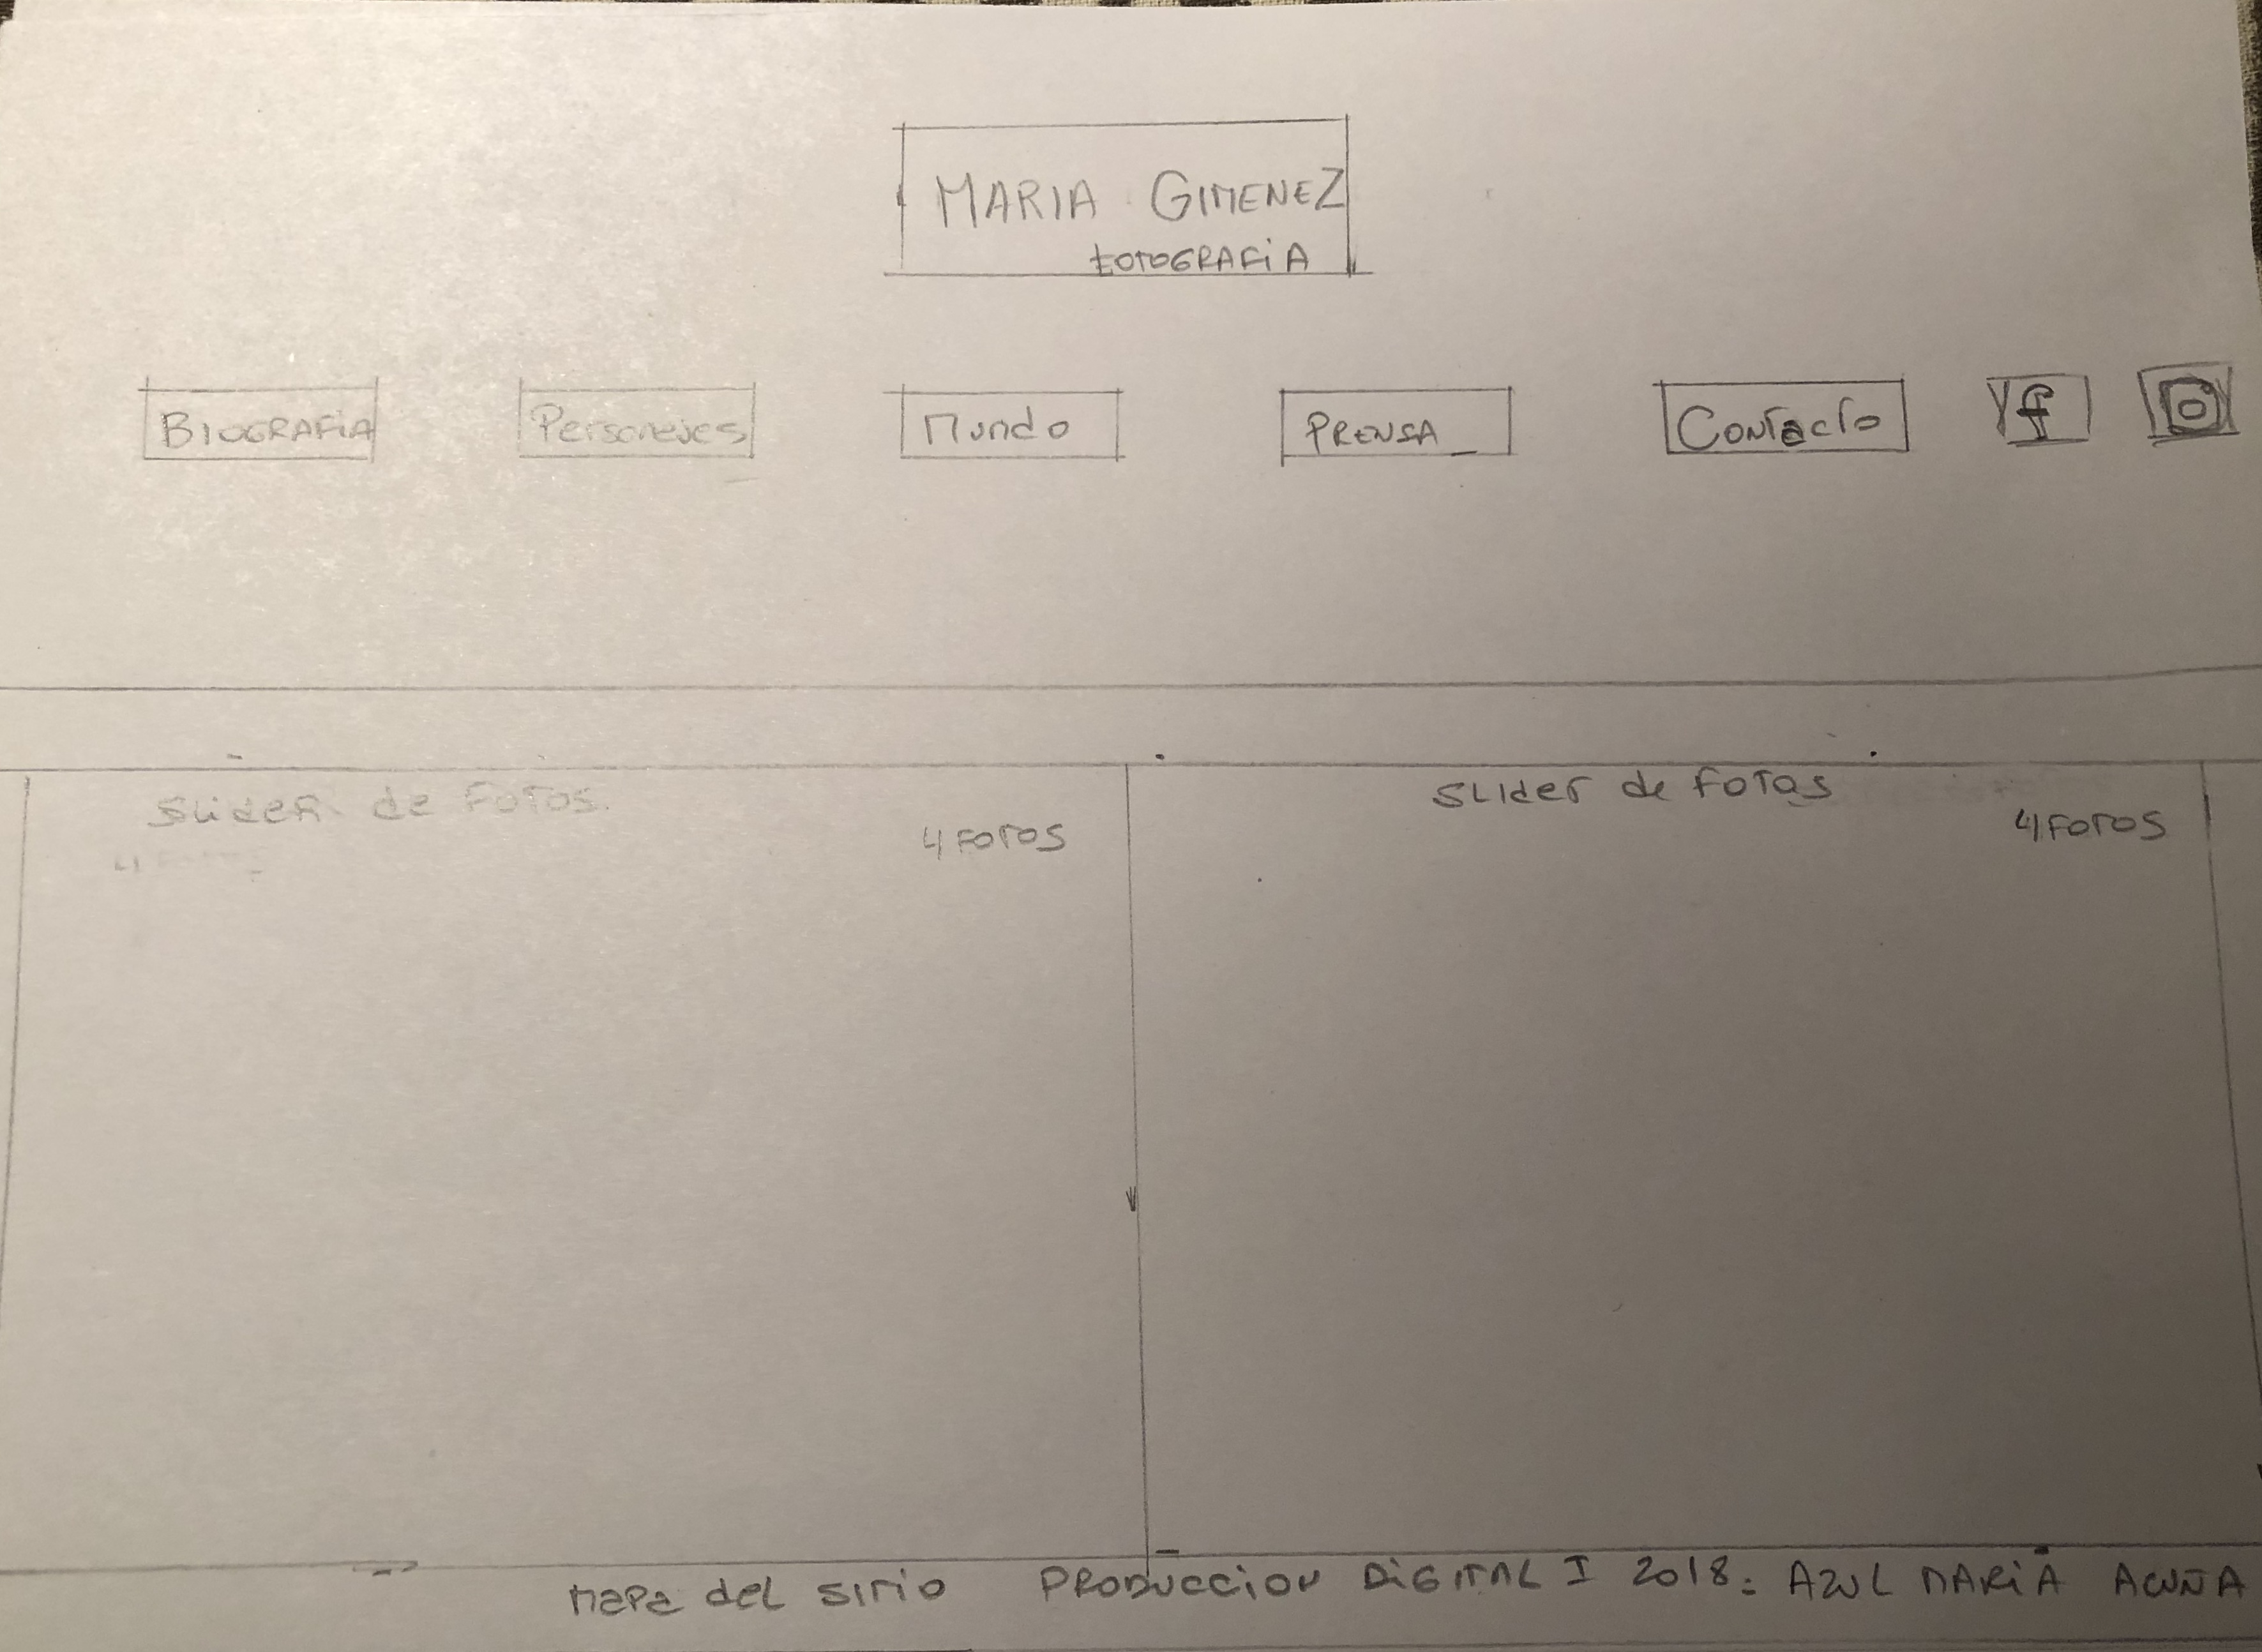 MARIA GIMENEZ
FOTOGRAFiA
BIOGRAFiA
Personajes
Mundo
PRENSA
Contacto
f
SLider de FOTOS.
4 FOTOS
SLider de FOTOS
4 FOTOS
MAPa del SITIO PRODUCCION DiGITAL I 2018: AZUL MARiA ACUÑA